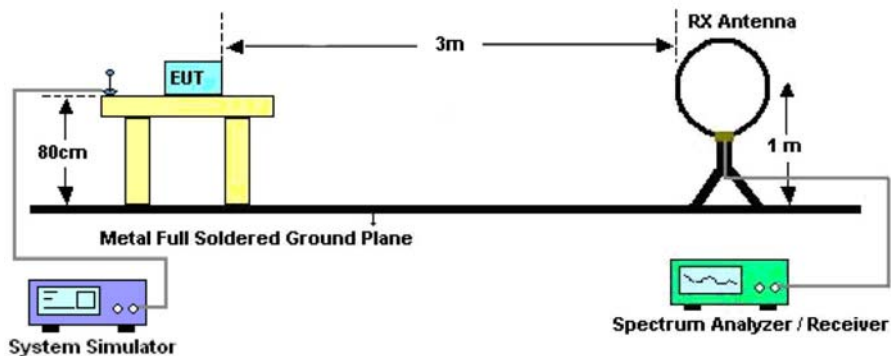 RX Antenna
3m
EUT
80cm
1 m
Metal Full Soldered Ground Plane
System Simulator
Spectrum Analyzer / Receiver